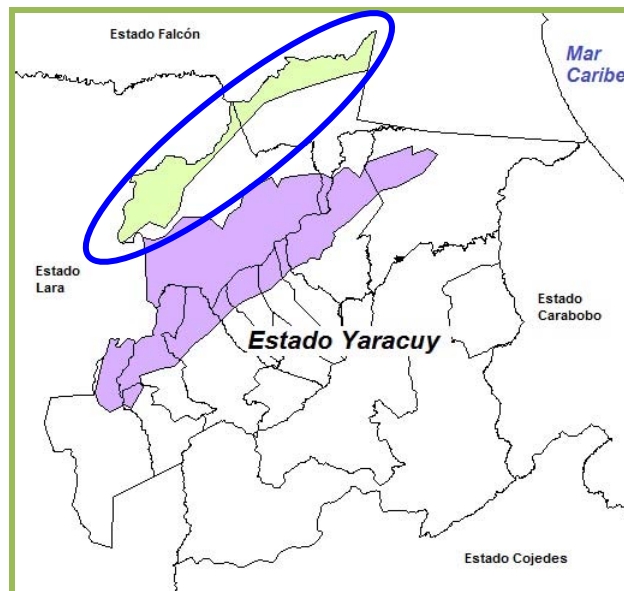 Estado Falcón
Mar
Caribe
Estado
Lara
Estado
Carabobo
Estado Yaracuy
Estado Cojedes